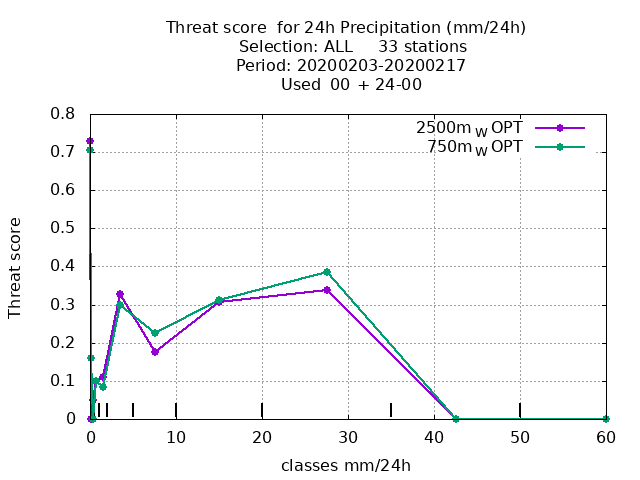 Threat score  for 24h Precipitation (mm/24h)
Selection: ALL     33 stations
Period: 20200203-20200217
Used  00 + 24-00
2500m W OPT
750m W OPT
Threat score
0.8
0.7
0.6
0.5
0.4
0.3
0.2
0.1
0
0 10 20 30 40 50 60
classes mm/24h